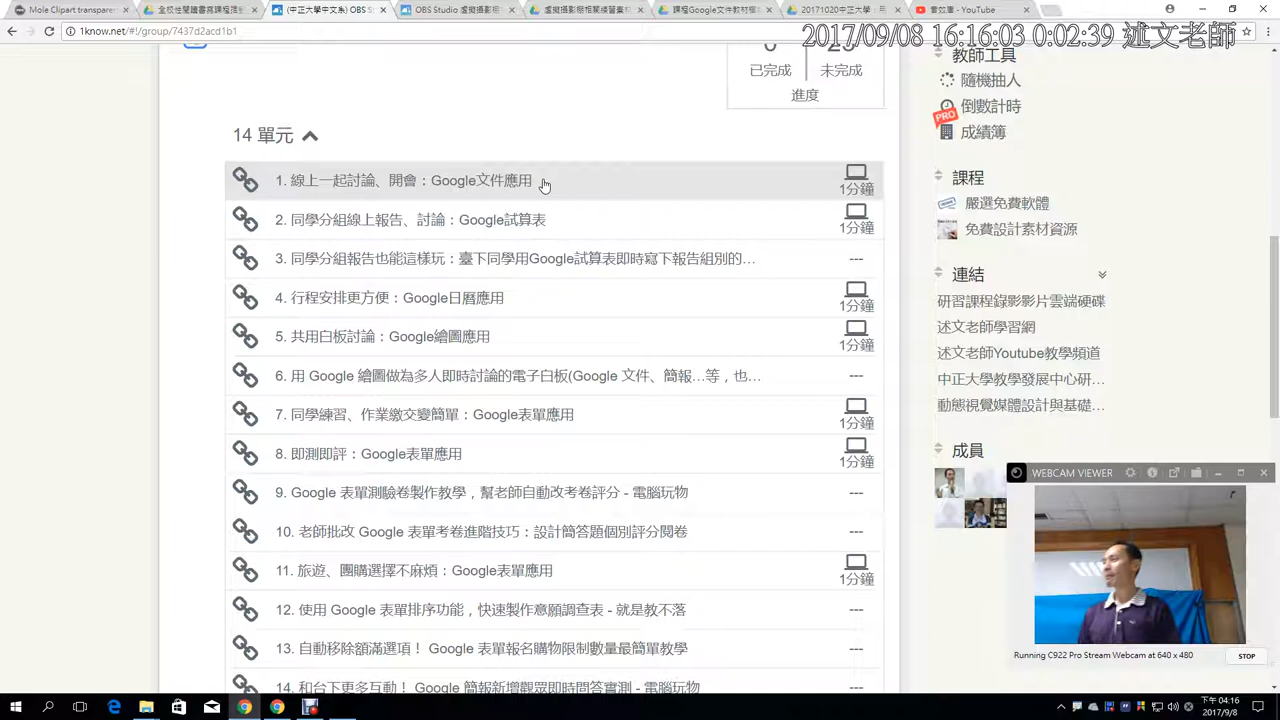 Mole Clipart transparen
(中正大學中文系) OBS S
OBS Studio 虛擬攝影棚
2017/09/08 16:16:03 0:02:39 述文老師
1know.net/#!/group/7437d2acd1b1
已完成
未完成
進度
14 單元
1. 線上一起討論、開會：Google文件應用
1分鐘
2. 同學分組線上報告、討論：Google試算表
1分鐘
3. 同學分組報告也能這樣玩：臺下同學用Google試算表即時寫下報告組別的…
---
4. 行程安排更方便：Google日曆應用
1分鐘
5. 共用白板討論：Google繪圖應用
1分鐘
6. 用 Google 繪圖做為多人即時討論的電子白板(Google 文件、簡報…等，也…
---
7. 同學練習、作業繳交變簡單：Google表單應用
1分鐘
8. 即測即評：Google表單應用
1分鐘
9. Google 表單測驗卷製作教學，幫老師自動改考卷評分 - 電腦玩物
---
10. 老師批改 Google 表單考卷進階技巧：設計簡答題個別評分閱卷
---
11. 旅遊、團購選擇不麻煩：Google表單應用
1分鐘
12. 使用 Google 表單排序功能，快速製作意願調查表 - 就是教不落
---
13. 自動移除額滿選項！ Google 表單報名購物限制數量最簡單教學
---
14. 和台下更多互動！ Google 簡報新增觀眾即時問答實測 - 電腦玩物
---
教師工具
隨機抽人
倒數計時
PRO
成績簿
課程
嚴選免費軟體
免費設計素材資源
連結
研習課程錄影影片雲端硬碟
述文老師學習網
述文老師Youtube教學頻道
中正大學教學發展中心研…
動態視覺媒體設計與基礎…
成員
WEBCAM VIEWER
Running C922 Pro Stream Webcam at 640 x 480
STOP
下午 04:16
2017/9/8